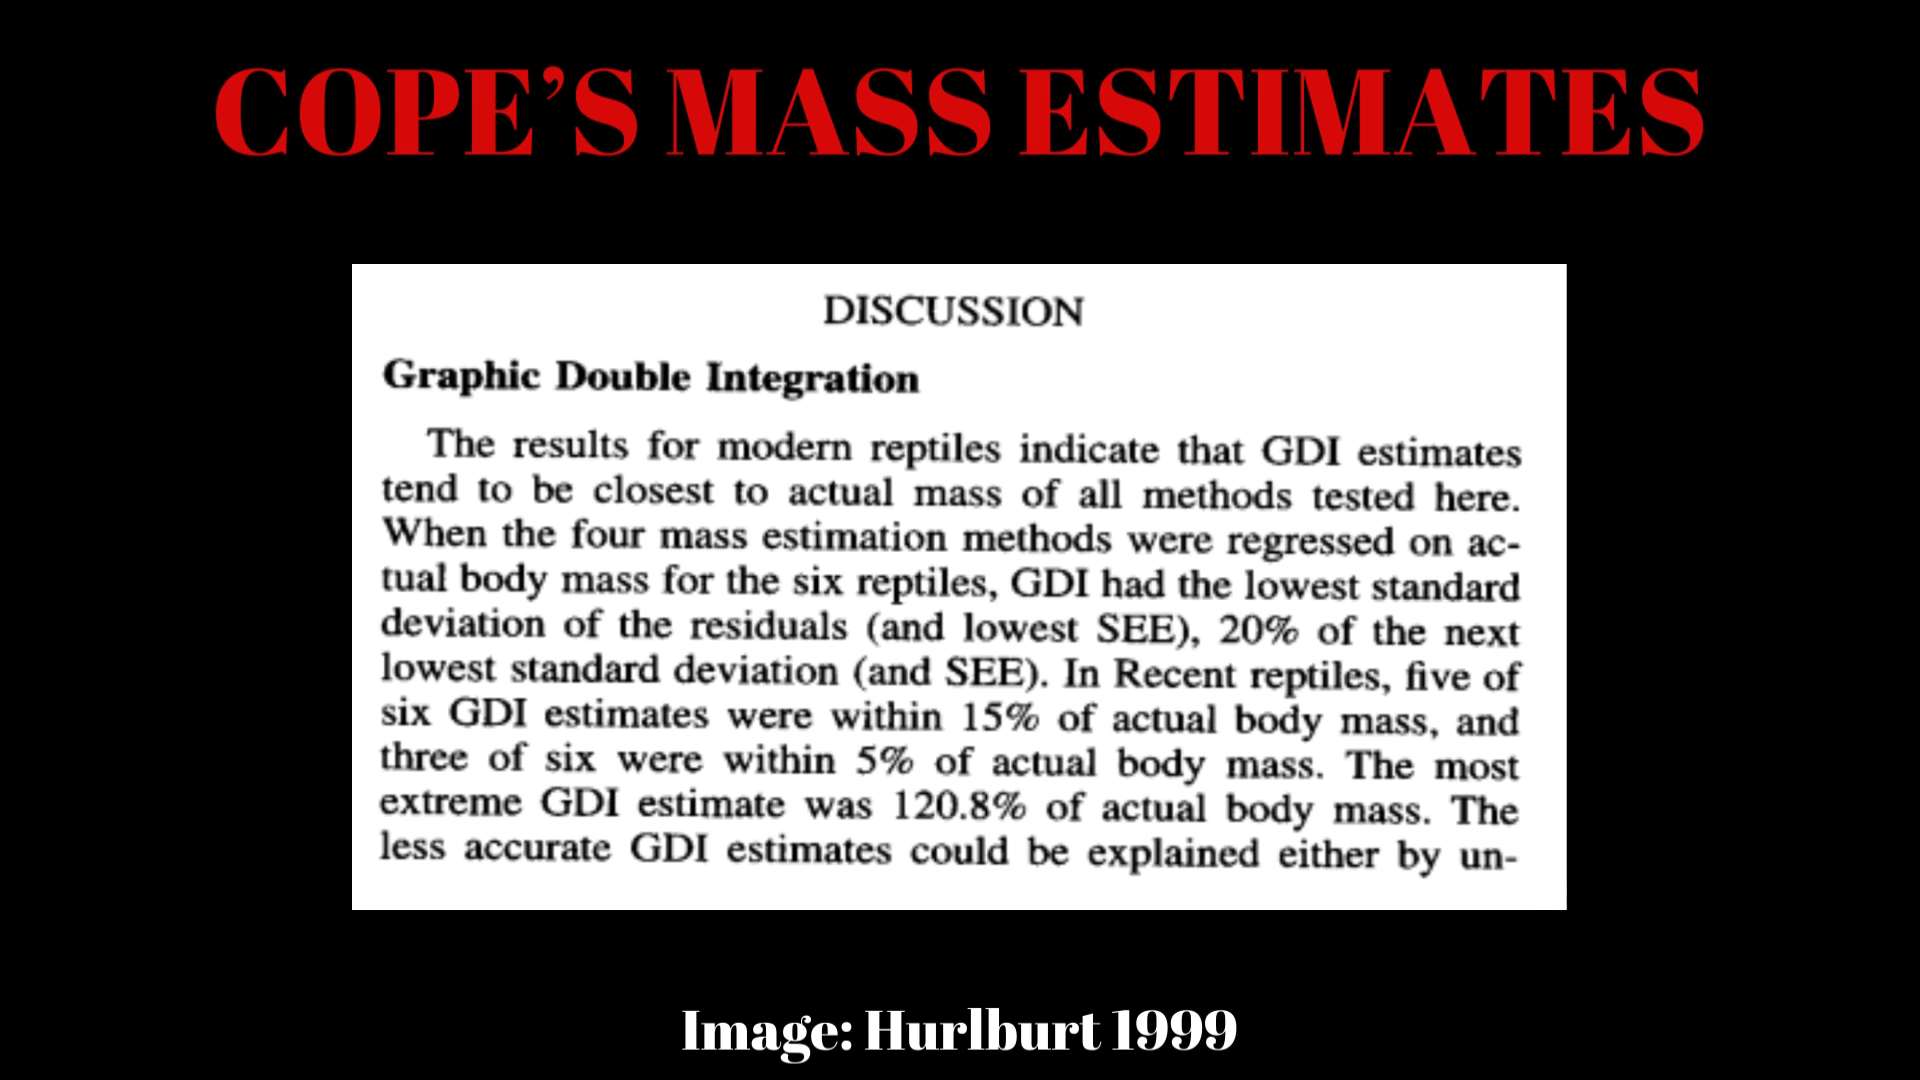 COPE’S MASS ESTIMATES
DISCUSSION
Graphic Double Integration
The results for modern reptiles indicate that GDI estimates
tend to be closest to actual mass of all methods tested here.
When the four mass estimation methods were regressed on ac-
tual body mass for the six reptiles, GDI had the lowest standard
deviation of the residuals (and lowest SEE), 20% of the next
lowest standard deviation (and SEE). In Recent reptiles, five of
six GDI estimates were within 15% of actual body mass, and
three of six were within 5% of actual body mass. The most
extreme GDI estimate was 120.8% of actual body mass. The
less accurate GDI estimates could be explained either by un-
Image: Hurlburt 1999